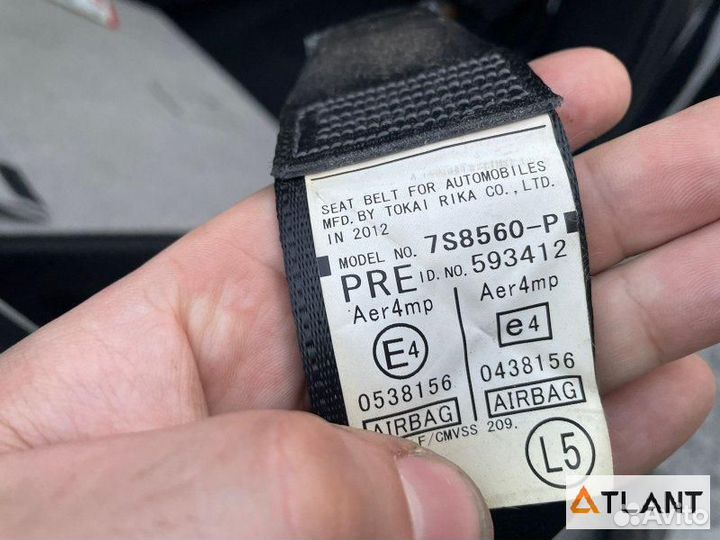 SEAT BELT FOR AUTOMOBILES
MFD. BY TOKAI RIKA CO., LTD.
IN 2012
MODEL NO. 7S8560-P
PRE ID. NO. 593412
Aer4mp Aer4mp
E4 e4
0538156 0438156
AIRBAG AIRBAG
F/CMVSS 209.
L5
ATLANT
Avito